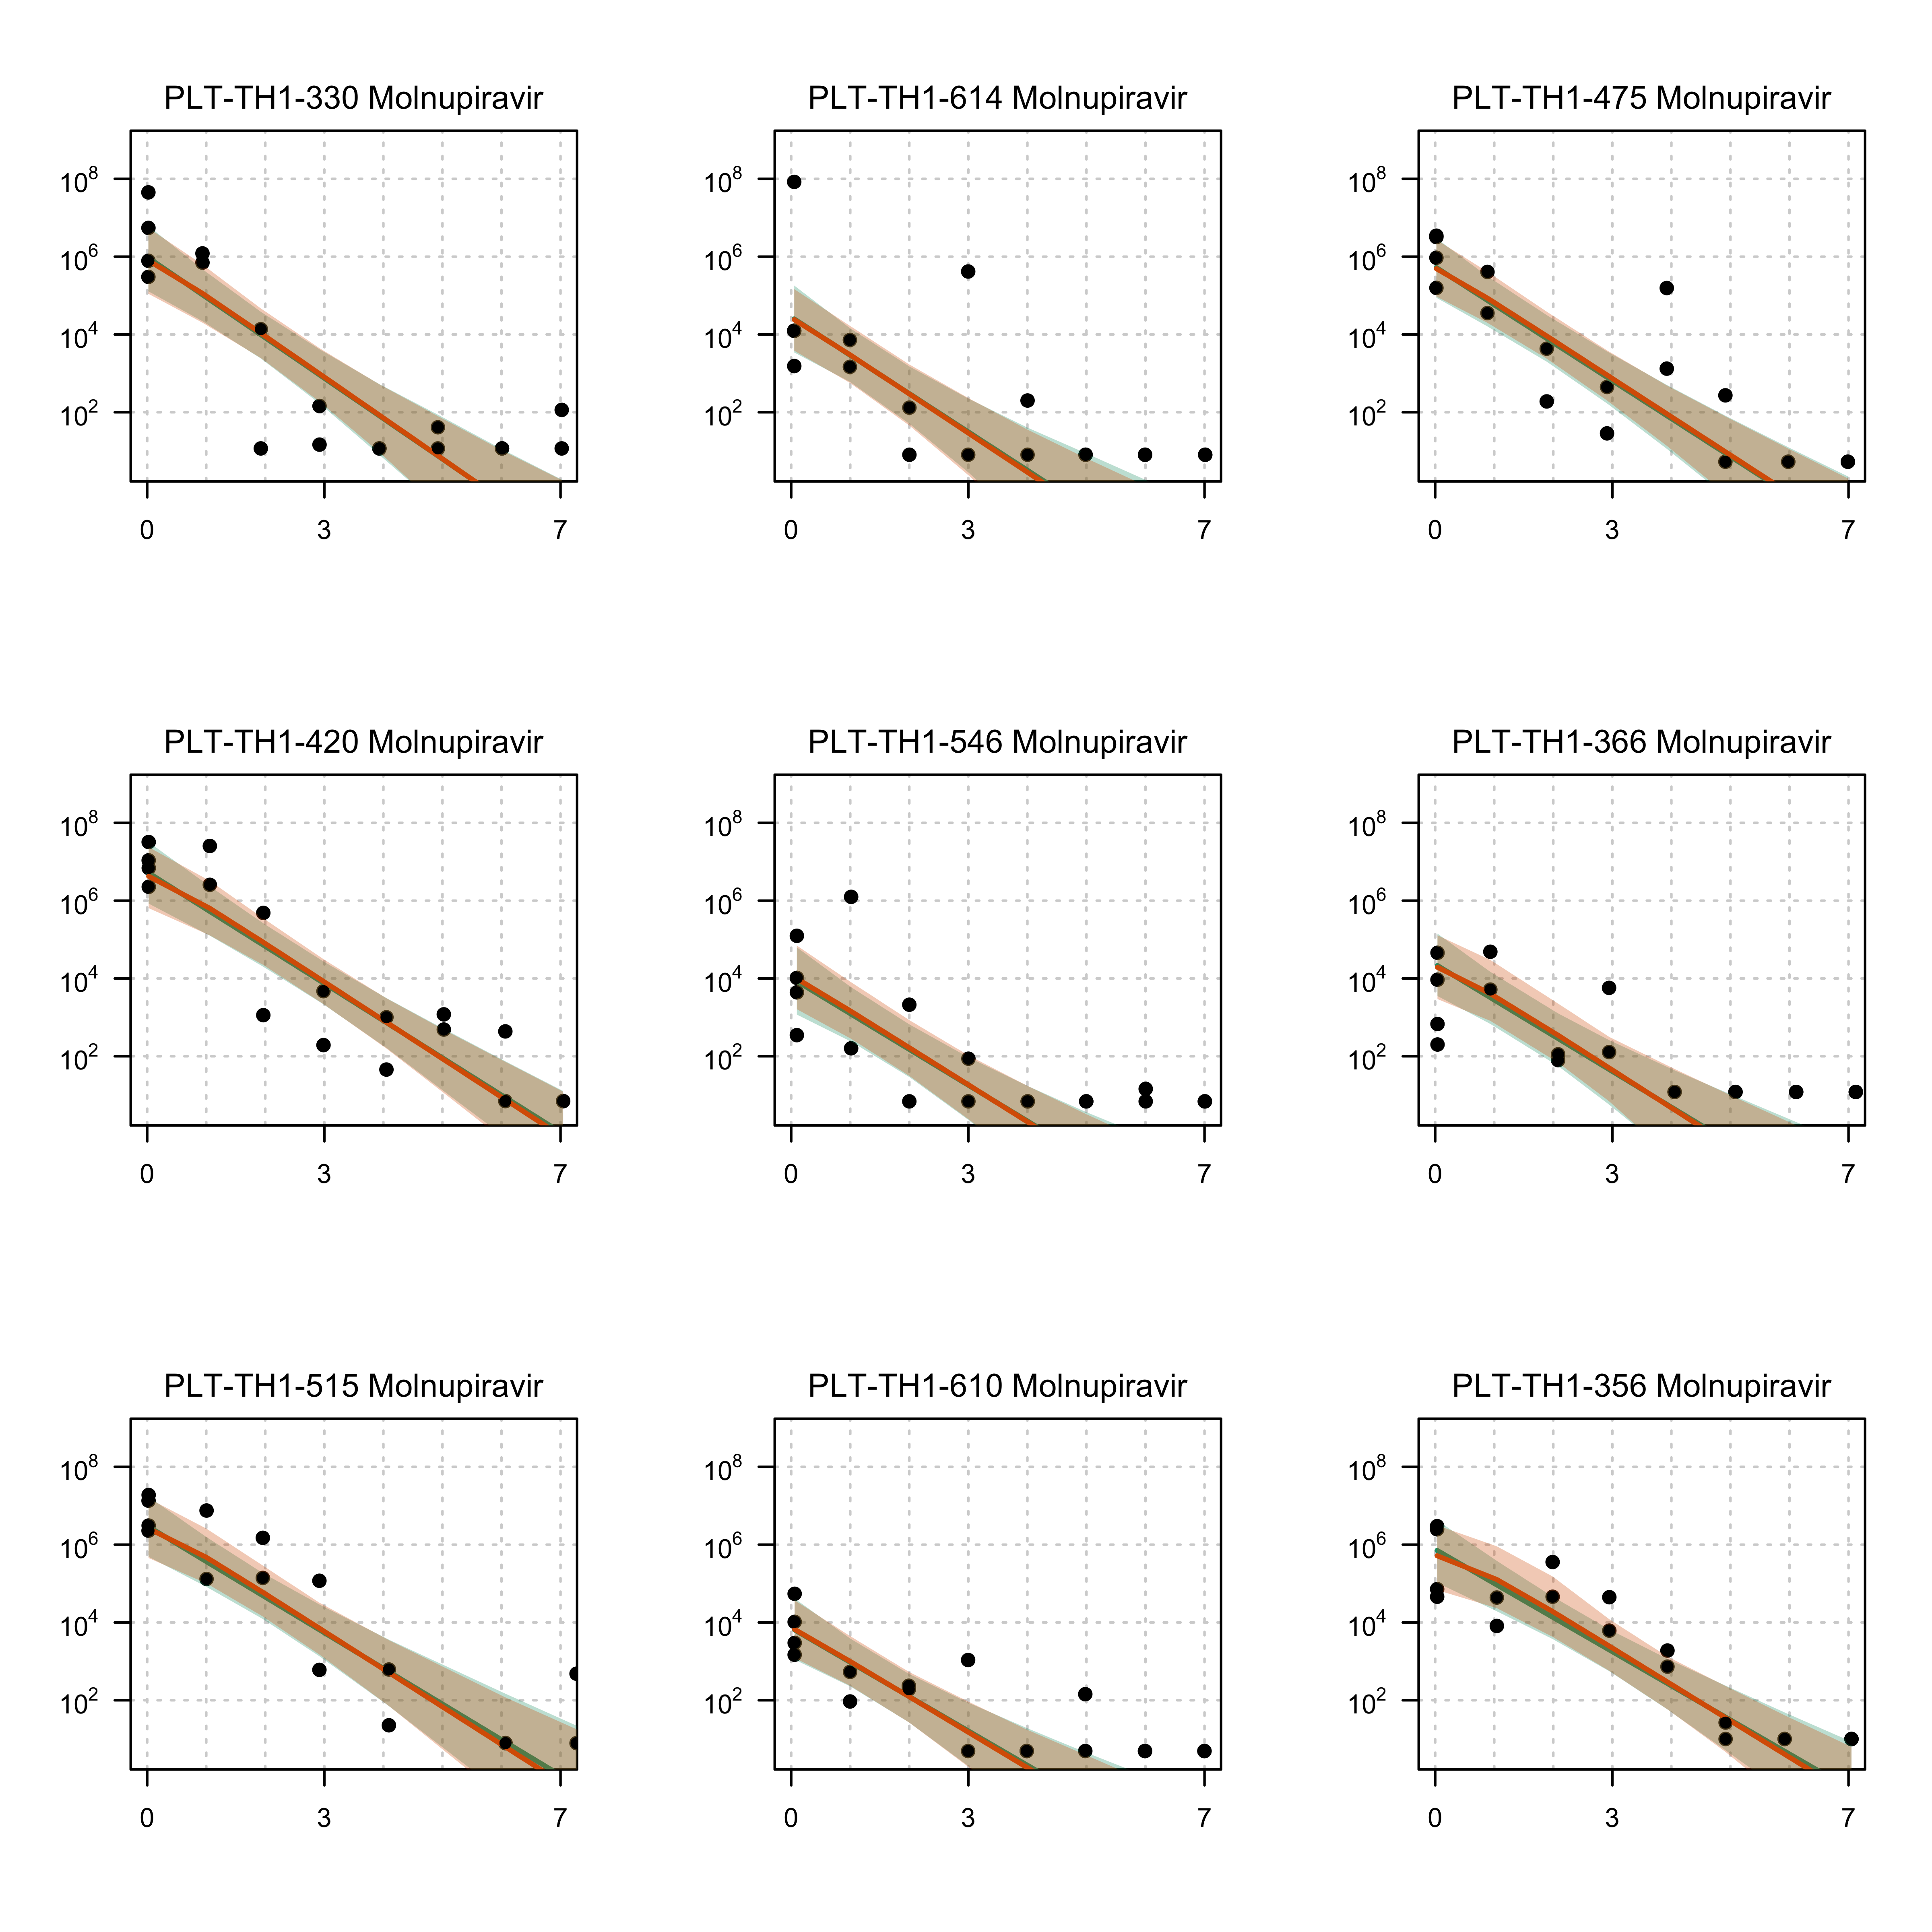 PLT-TH1-330 Molnupiravir
10^8
10^6
10^4
10^2
0 3 7
PLT-TH1-614 Molnupiravir
10^8
10^6
10^4
10^2
0 3 7
PLT-TH1-475 Molnupiravir
10^8
10^6
10^4
10^2
0 3 7
PLT-TH1-420 Molnupiravir
10^8
10^6
10^4
10^2
0 3 7
PLT-TH1-546 Molnupiravir
10^8
10^6
10^4
10^2
0 3 7
PLT-TH1-366 Molnupiravir
10^8
10^6
10^4
10^2
0 3 7
PLT-TH1-515 Molnupiravir
10^8
10^6
10^4
10^2
0 3 7
PLT-TH1-610 Molnupiravir
10^8
10^6
10^4
10^2
0 3 7
PLT-TH1-356 Molnupiravir
10^8
10^6
10^4
10^2
0 3 7